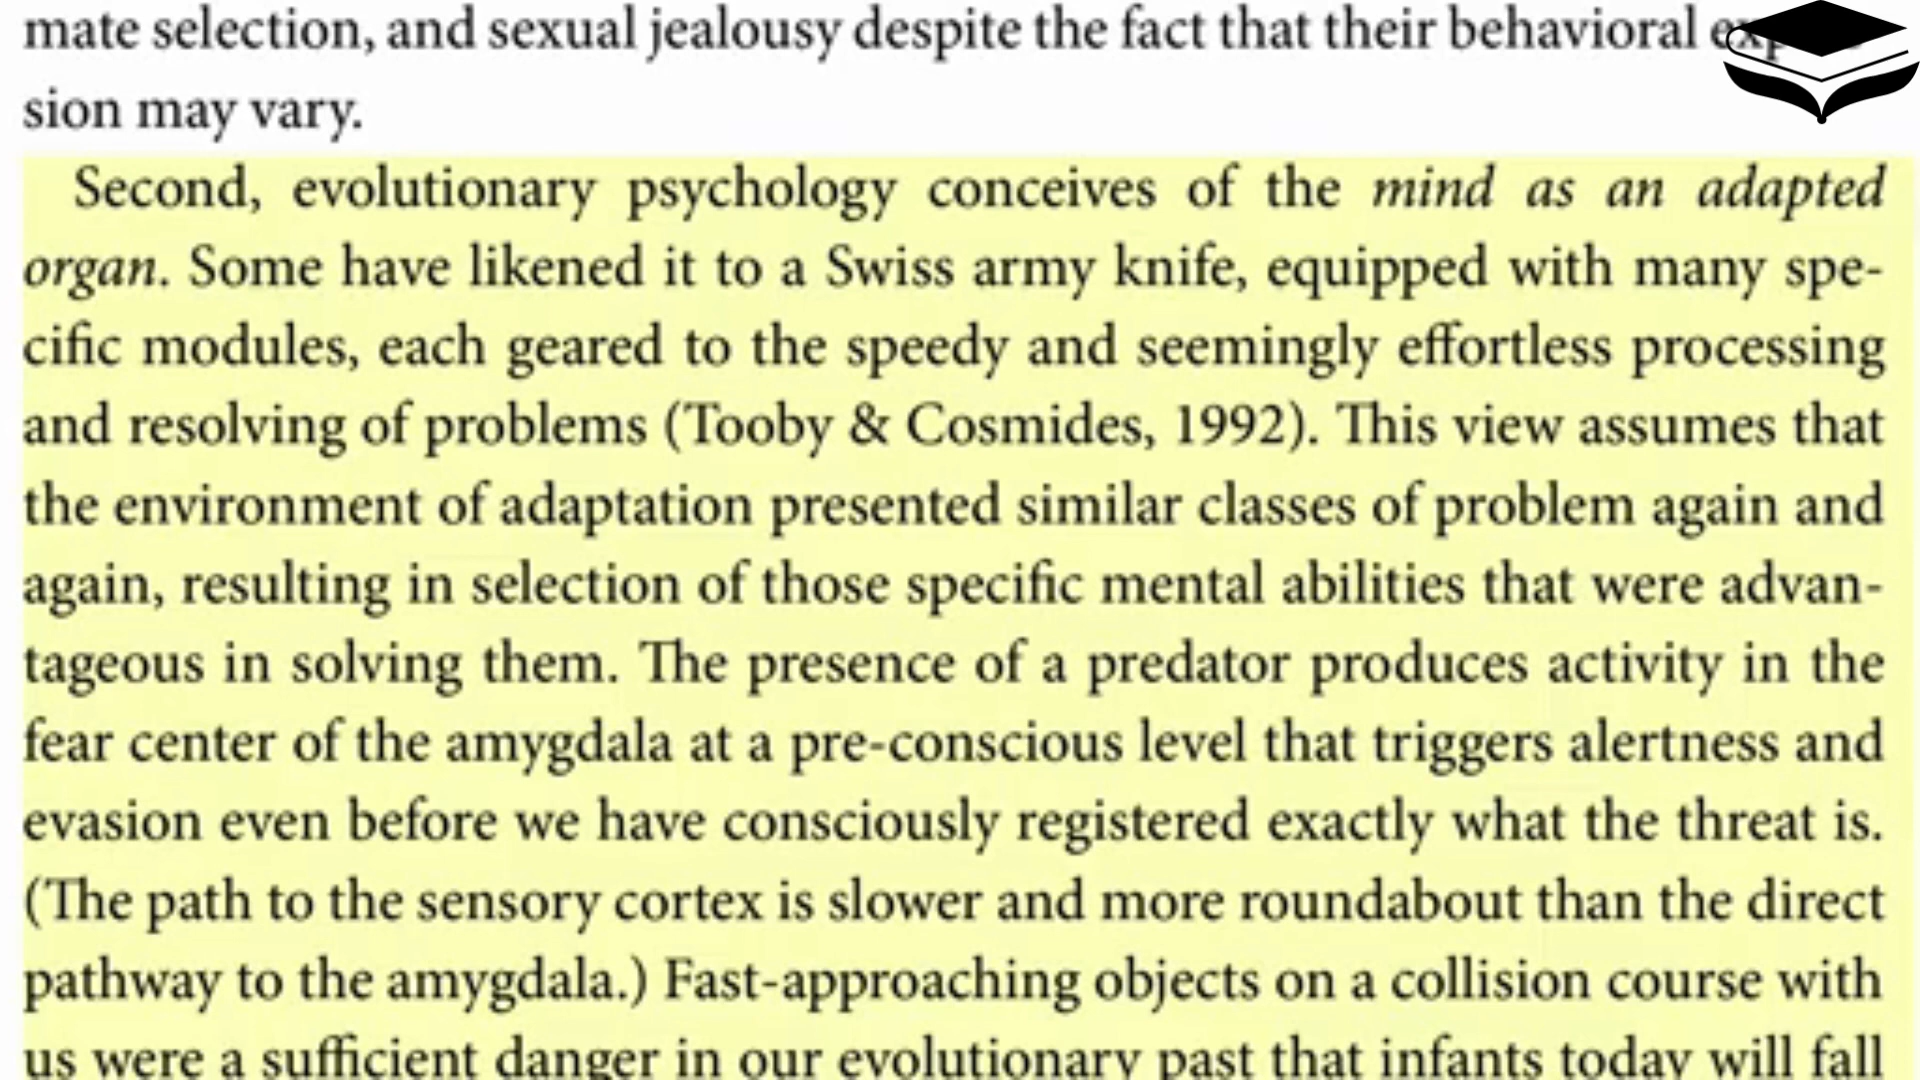 mate selection, and sexual jealousy despite the fact that their behavioral
sion may vary.
Second, evolutionary psychology conceives of the mind as an adapted
organ. Some have likened it to a Swiss army knife, equipped with many spe-
cific modules, each geared to the speedy and seemingly effortless processing
and resolving of problems (Tooby & Cosmides, 1992). This view assumes that
the environment of adaptation presented similar classes of problem again and
again, resulting in selection of those specific mental abilities that were advan-
tageous in solving them. The presence of a predator produces activity in the
fear center of the amygdala at a pre-conscious level that triggers alertness and
evasion even before we have consciously registered exactly what the threat is.
(The path to the sensory cortex is slower and more roundabout than the direct
pathway to the amygdala.) Fast-approaching objects on a collision course with
us were a sufficient danger in our evolutionary past that infants today will fall